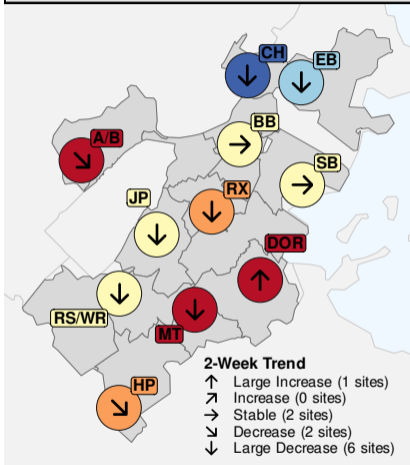 CH
EB
BB
A/B
SB
RX
JP
DOR
RS/WR
MT
HP
2-Week Trend
↑ Large Increase (1 sites)
↗ Increase (0 sites)
→ Stable (2 sites)
↘ Decrease (2 sites)
↓ Large Decrease (6 sites)